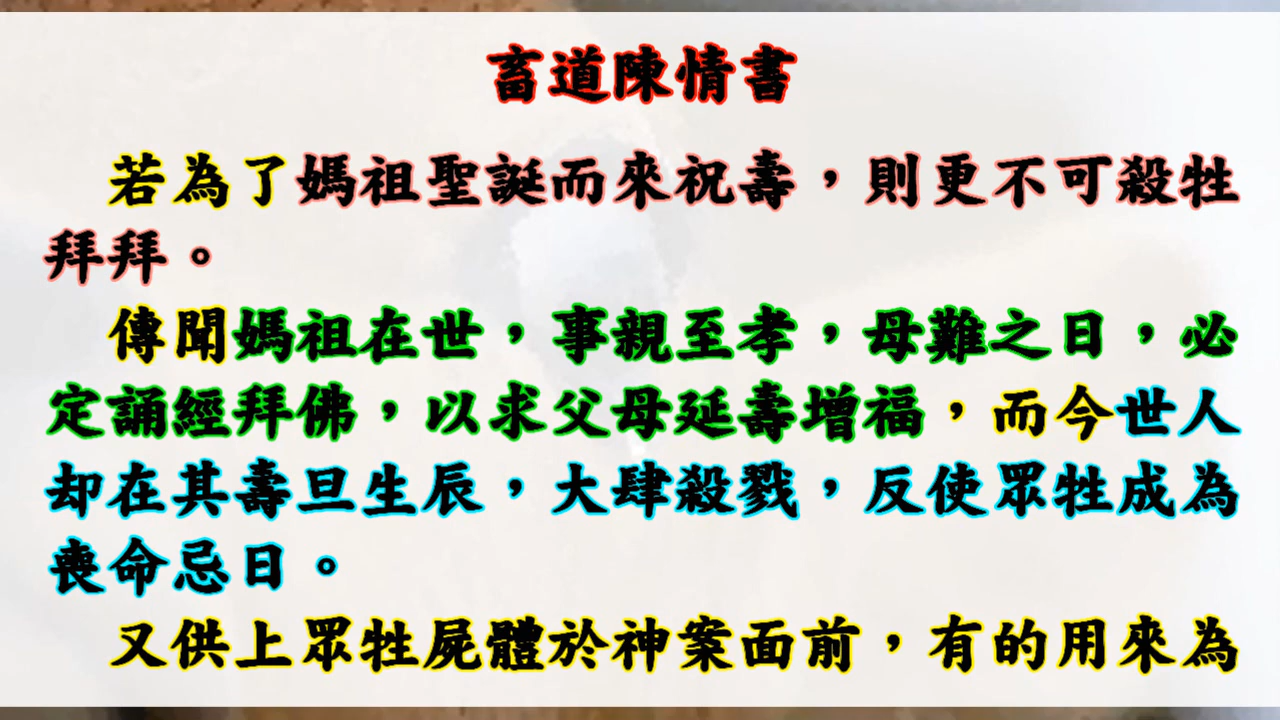 畜道陳情書
若為了媽祖聖誕而來祝壽，則更不可殺牲
拜拜。
傳聞媽祖在世，事親至孝，母難之日，必
定誦經拜佛，以求父母延壽增福，而今世人
却在其壽旦生辰，大肆殺戮，反使眾牲成為
喪命忌日。
又供上眾牲屍體於神案面前，有的用來為